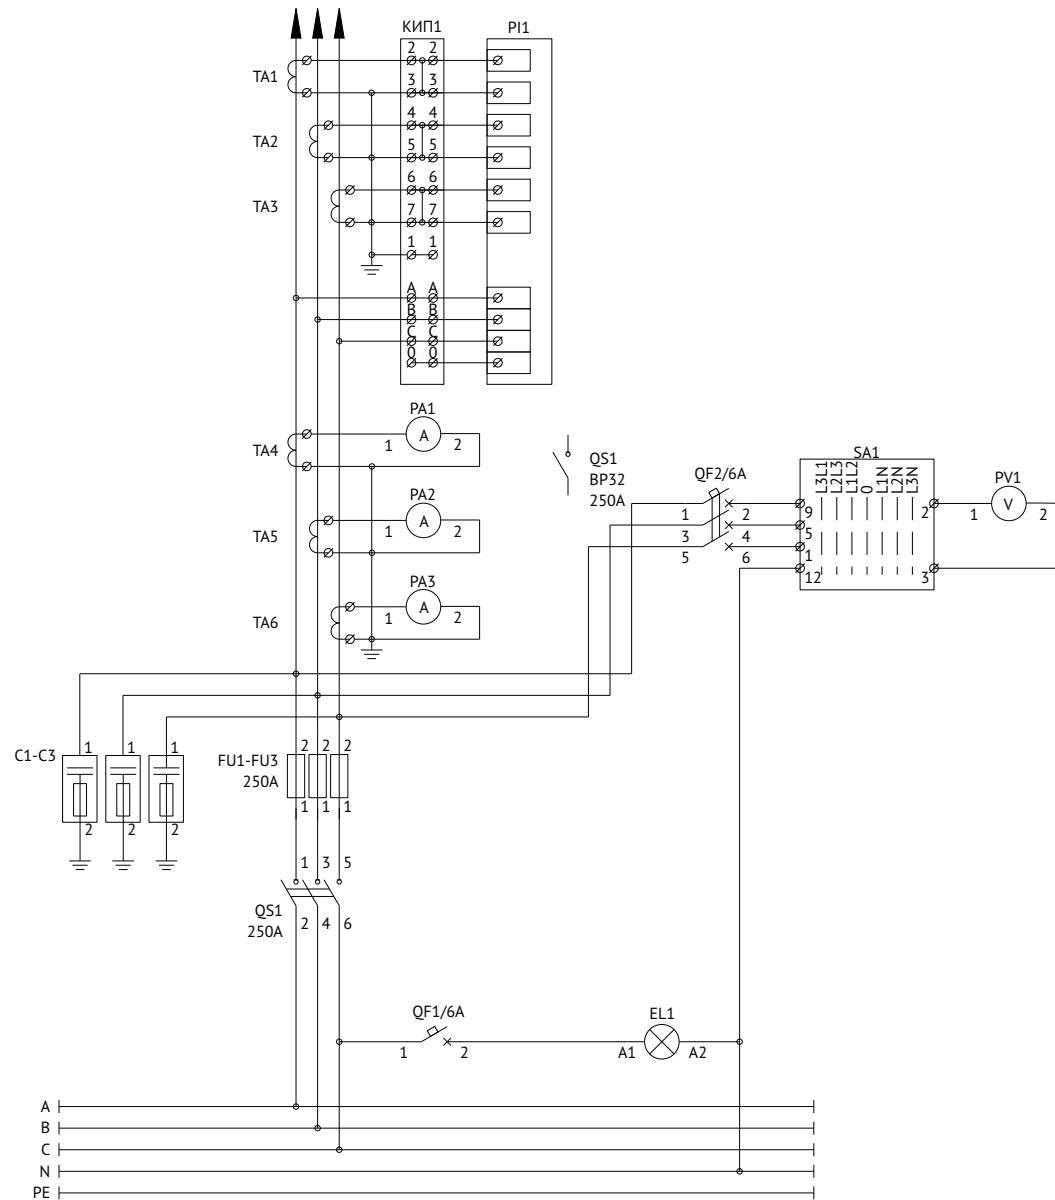 КИП1
PI1
2 2
TA1
3 3
4 4
TA2
5 5
6 6
TA3
7 7
1 1
A A
B B
C C
0 0
PA1
TA4
1 A 2
QS1
BP32
250A
QF2/6A
SA1
L3L1 L2L3 L1L2 0 L1N L2N L3N
PV1
PA2
1 2
9 2
1 V 2
TA5
1 A 2
3 4
5
5 6
1
12 3
PA3
TA6
1 A 2
C1-C3
1 1 1
2 2 2
FU1-FU3
250A
2 2 2
1 1 1
1 3 5
QS1
250A
2 4 6
QF1/6A
1 2
EL1
A1 A2
A
B
C
N
PE